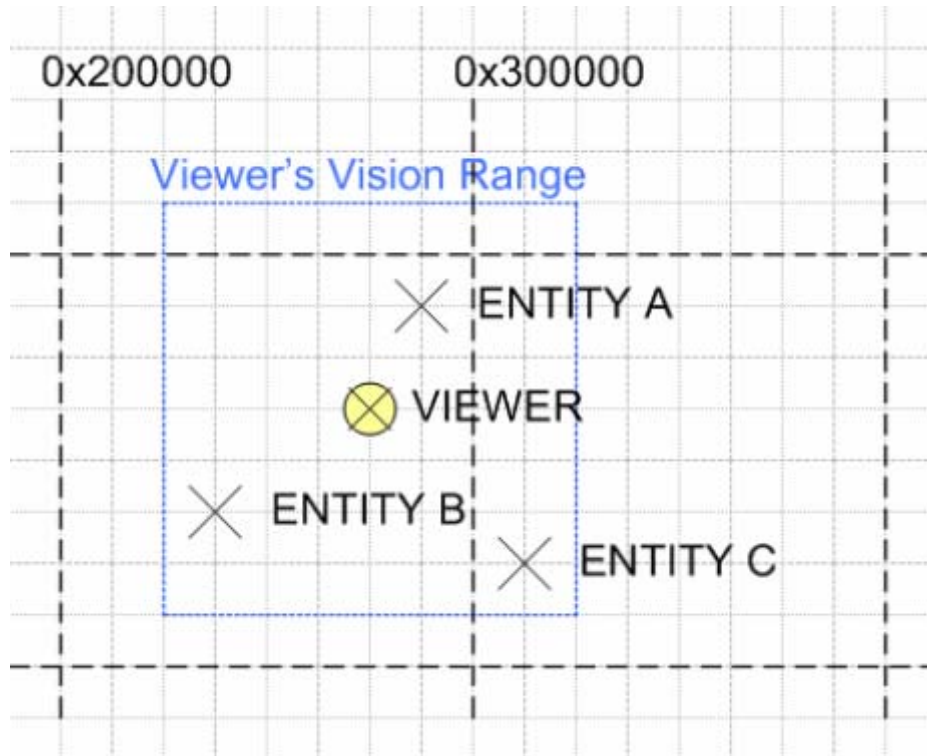 0x200000 0x300000
Viewer's Vision Range
ENTITY A
VIEWER
ENTITY B
ENTITY C